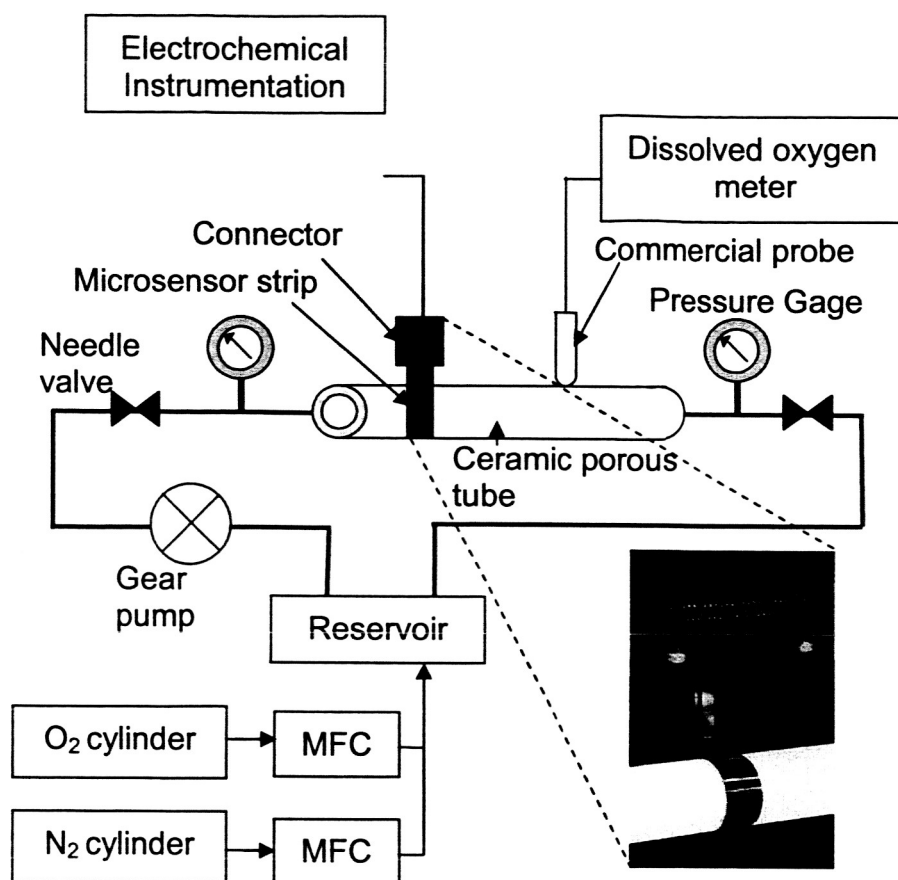 Electrochemical
Instrumentation
Dissolved oxygen
meter
Connector
Commercial probe
Microsensor strip
Pressure Gage
Needle
valve
Ceramic porous
tube
Gear
pump
Reservoir
O₂ cylinder
MFC
N₂ cylinder
MFC